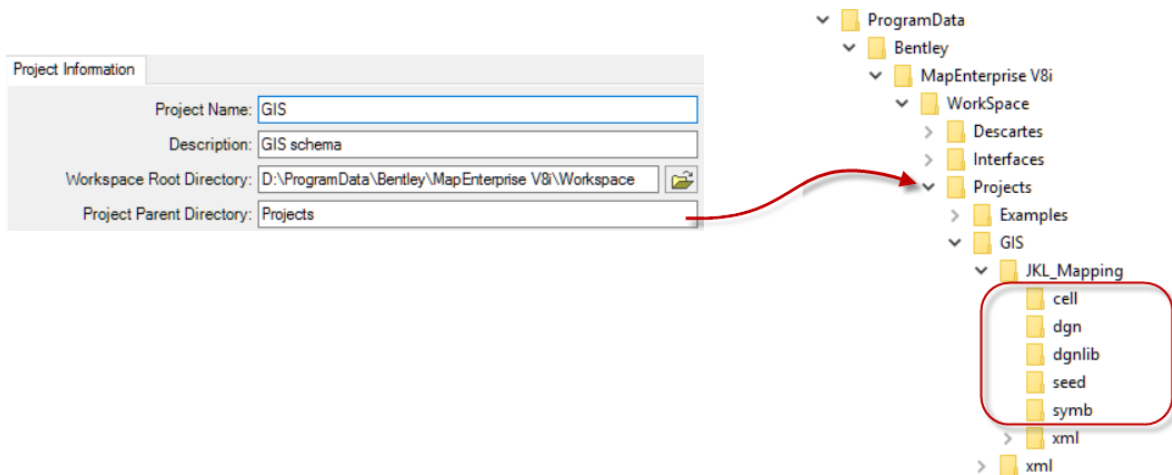 Project Information
Project Name: GIS
Description: GIS schema
Workspace Root Directory: D:\ProgramData\Bentley\MapEnterprise V8i\Workspace
Project Parent Directory: Projects
ProgramData
Bentley
MapEnterprise V8i
WorkSpace
Descartes
Interfaces
Projects
Examples
GIS
JKL_Mapping
cell
dgn
dgnlib
seed
symb
xml
xml